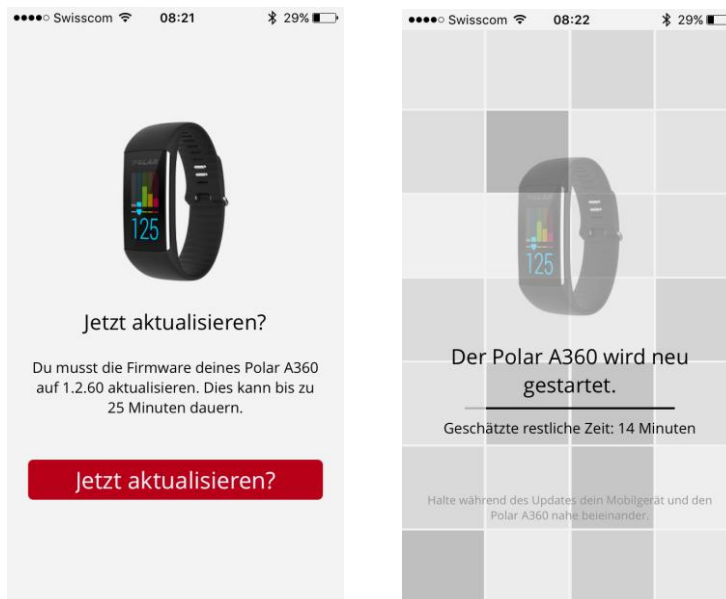 Swisscom 08:21 29%
POLAR
125
Jetzt aktualisieren?
Du musst die Firmware deines Polar A360
auf 1.2.60 aktualisieren. Dies kann bis zu
25 Minuten dauern.
Jetzt aktualisieren?
Swisscom 08:22 29%
125
Der Polar A360 wird neu
gestartet.
Geschätzte restliche Zeit: 14 Minuten
Halte während des Updates dein Mobilgerät und den
Polar A360 nahe beieinander.